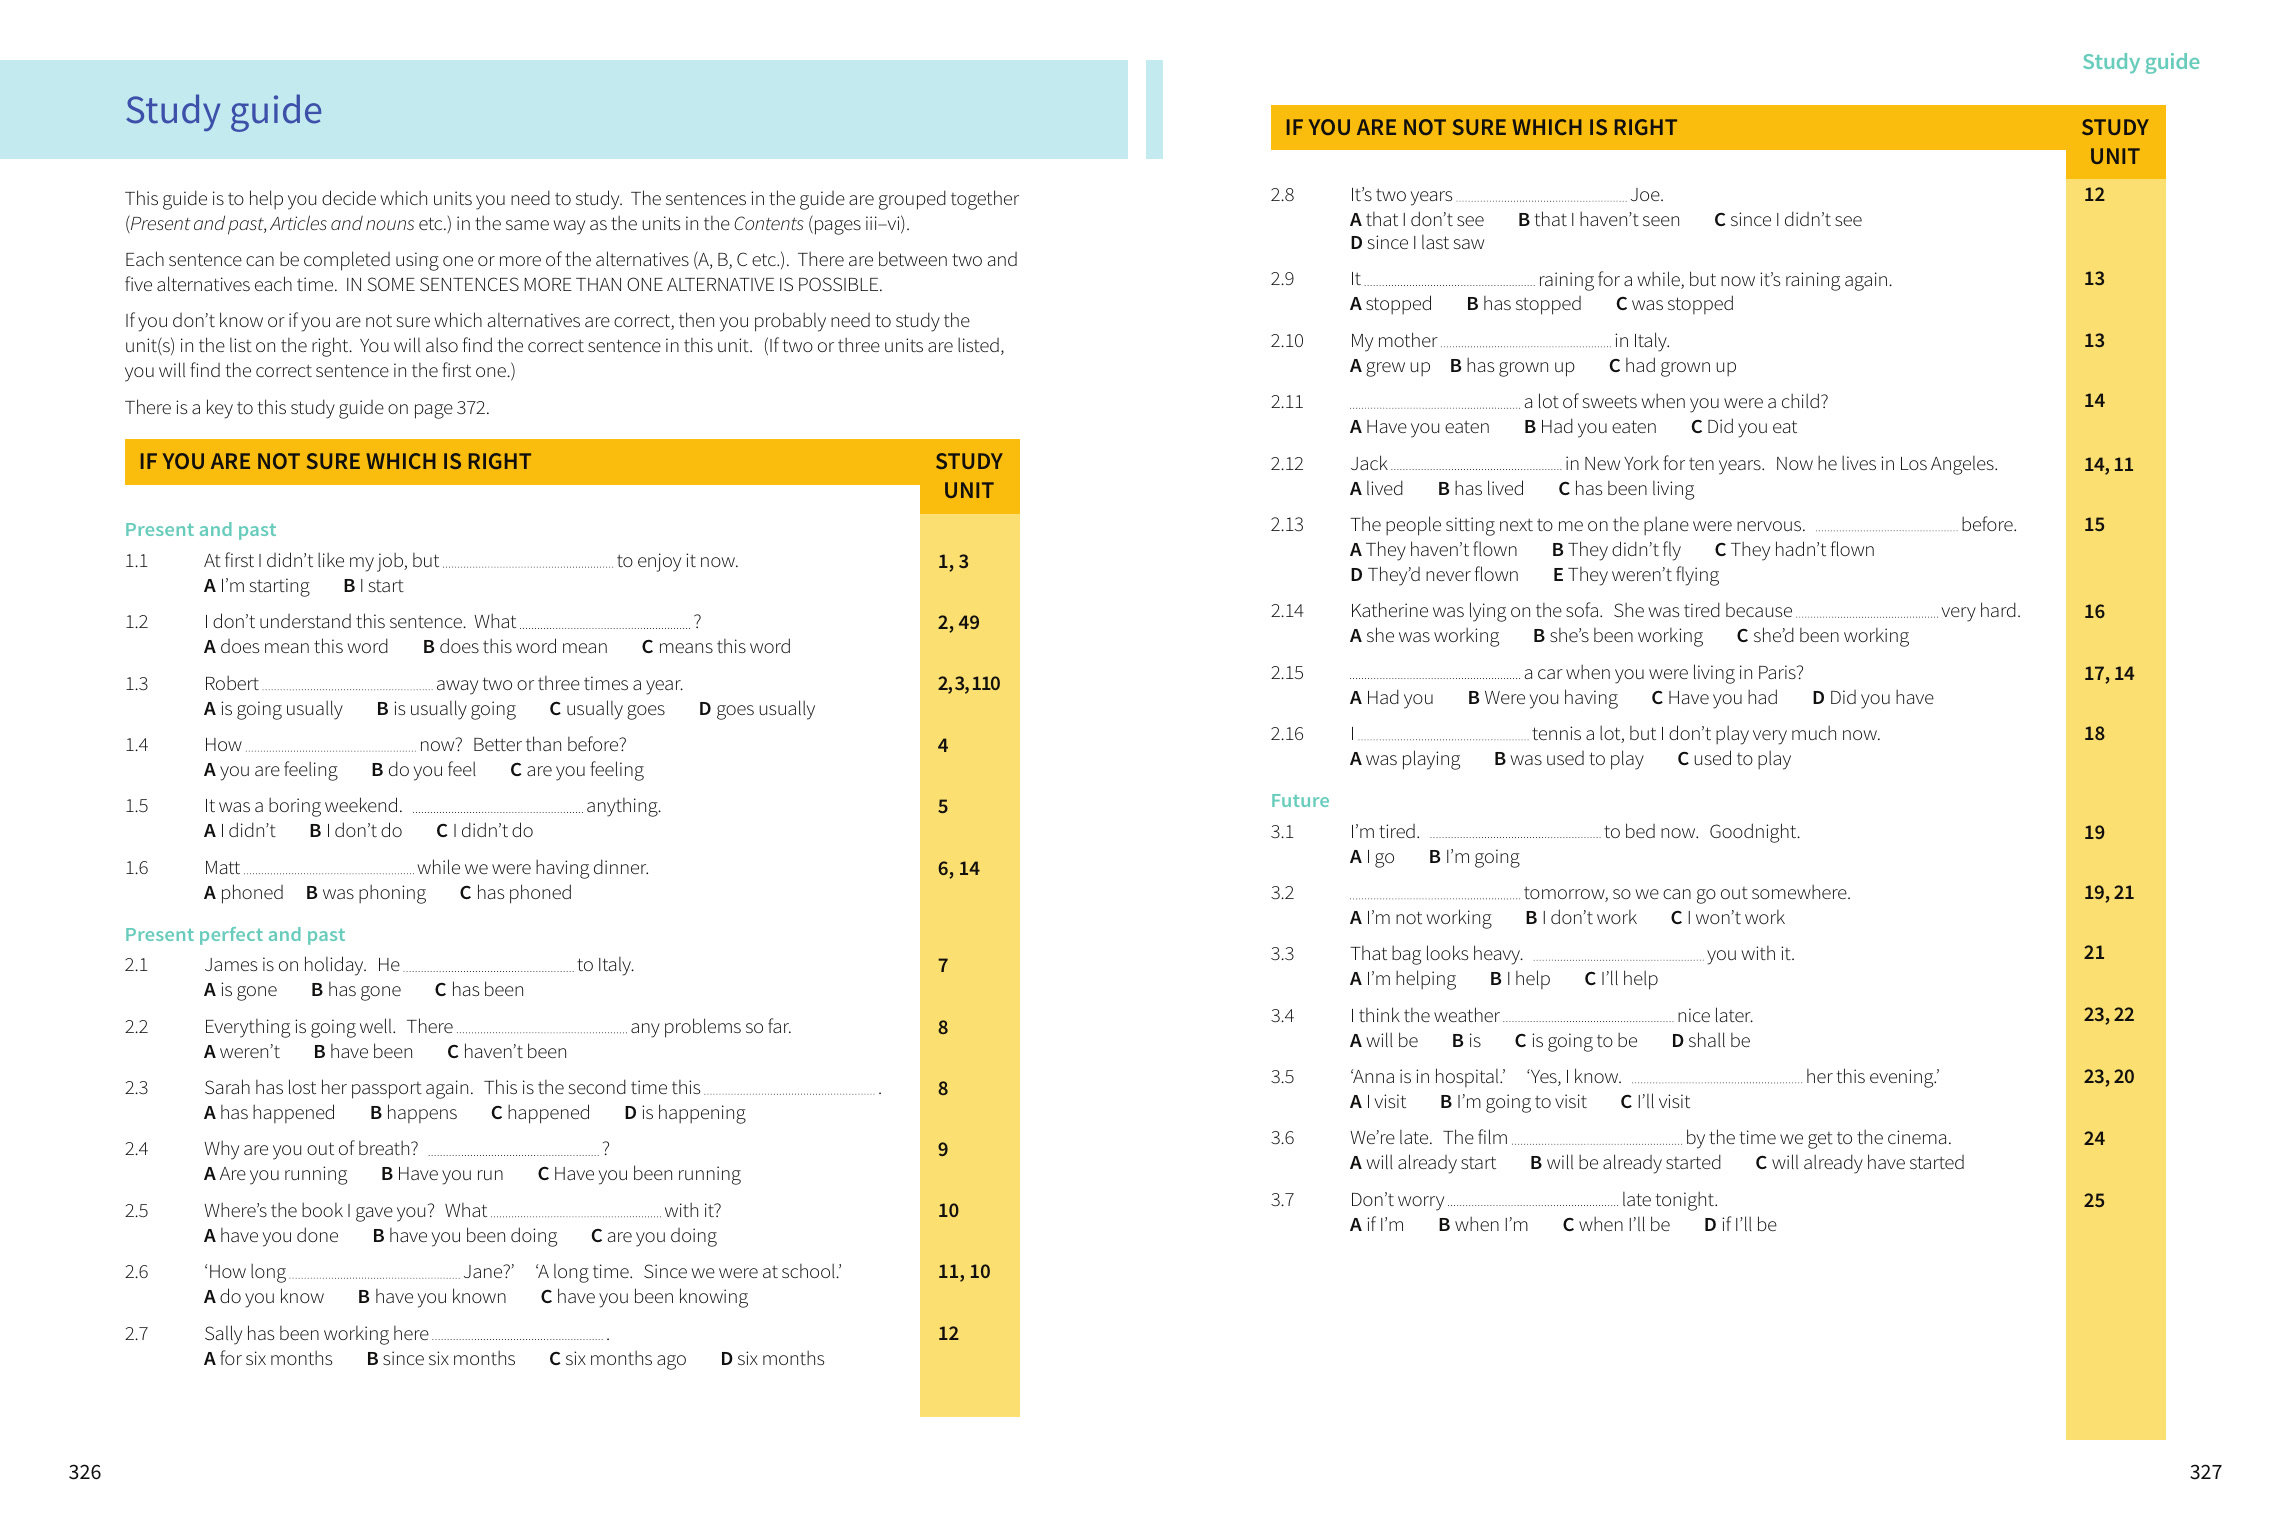 Study guide
This guide is to help you decide which units you need to study. The sentences in the guide are grouped together
(Present and past, Articles and nouns etc.) in the same way as the units in the Contents (pages iii–vi).
Each sentence can be completed using one or more of the alternatives (A, B, C etc.). There are between two and
five alternatives each time. IN SOME SENTENCES MORE THAN ONE ALTERNATIVE IS POSSIBLE.
If you don’t know or if you are not sure which alternatives are correct, then you probably need to study the
unit(s) in the list on the right. You will also find the correct sentence in this unit. (If two or three units are listed,
you will find the correct sentence in the first one.)
There is a key to this study guide on page 372.
IF YOU ARE NOT SURE WHICH IS RIGHT STUDY
UNIT
Present and past
1.1 At first I didn’t like my job, but ........ to enjoy it now. 1, 3
A I’m starting B I start
1.2 I don’t understand this sentence. What ........ ? 2, 49
A does mean this word B does this word mean C means this word
1.3 Robert ........ away two or three times a year. 2, 3, 110
A is going usually B is usually going C usually goes D goes usually
1.4 How ........ now? Better than before? 4
A you are feeling B do you feel C are you feeling
1.5 It was a boring weekend. ........ anything. 5
A I didn’t B I don’t do C I didn’t do
1.6 Matt ........ while we were having dinner. 6, 14
A phoned B was phoning C has phoned
Present perfect and past
2.1 James is on holiday. He ........ to Italy. 7
A is gone B has gone C has been
2.2 Everything is going well. There ........ any problems so far. 8
A weren’t B have been C haven’t been
2.3 Sarah has lost her passport again. This is the second time this ........ . 8
A has happened B happens C happened D is happening
2.4 Why are you out of breath? ........ ? 9
A Are you running B Have you run C Have you been running
2.5 Where’s the book I gave you? What ........ with it? 10
A have you done B have you been doing C are you doing
2.6 ‘How long ........ Jane?’ ‘A long time. Since we were at school.’ 11, 10
A do you know B have you known C have you been knowing
2.7 Sally has been working here ........ . 12
A for six months B since six months C six months ago D six months
326
Study guide
IF YOU ARE NOT SURE WHICH IS RIGHT STUDY
UNIT
2.8 It’s two years ........ Joe. 12
A that I don’t see B that I haven’t seen C since I didn’t see
D since I last saw
2.9 It ........ raining for a while, but now it’s raining again. 13
A stopped B has stopped C was stopped
2.10 My mother ........ in Italy. 13
A grew up B has grown up C had grown up
2.11 ........ a lot of sweets when you were a child? 14
A Have you eaten B Had you eaten C Did you eat
2.12 Jack ........ in New York for ten years. Now he lives in Los Angeles. 14, 11
A lived B has lived C has been living
2.13 The people sitting next to me on the plane were nervous. ........ before. 15
A They haven’t flown B They didn’t fly C They hadn’t flown
D They’d never flown E They weren’t flying
2.14 Katherine was lying on the sofa. She was tired because ........ very hard. 16
A she was working B she’s been working C she’d been working
2.15 ........ a car when you were living in Paris? 17, 14
A Had you B Were you having C Have you had D Did you have
2.16 I ........ tennis a lot, but I don’t play very much now. 18
A was playing B was used to play C used to play
Future
3.1 I’m tired. ........ to bed now. Goodnight. 19
A I go B I’m going
3.2 ........ tomorrow, so we can go out somewhere. 19, 21
A I’m not working B I don’t work C I won’t work
3.3 That bag looks heavy. ........ you with it. 21
A I’m helping B I help C I’ll help
3.4 I think the weather ........ nice later. 23, 22
A will be B is C is going to be D shall be
3.5 ‘Anna is in hospital.’ ‘Yes, I know. ........ her this evening.’ 23, 20
A I visit B I’m going to visit C I’ll visit
3.6 We’re late. The film ........ by the time we get to the cinema. 24
A will already start B will be already started C will already have started
3.7 Don’t worry ........ late tonight. 25
A if I’m B when I’m C when I’ll be D if I’ll be
327